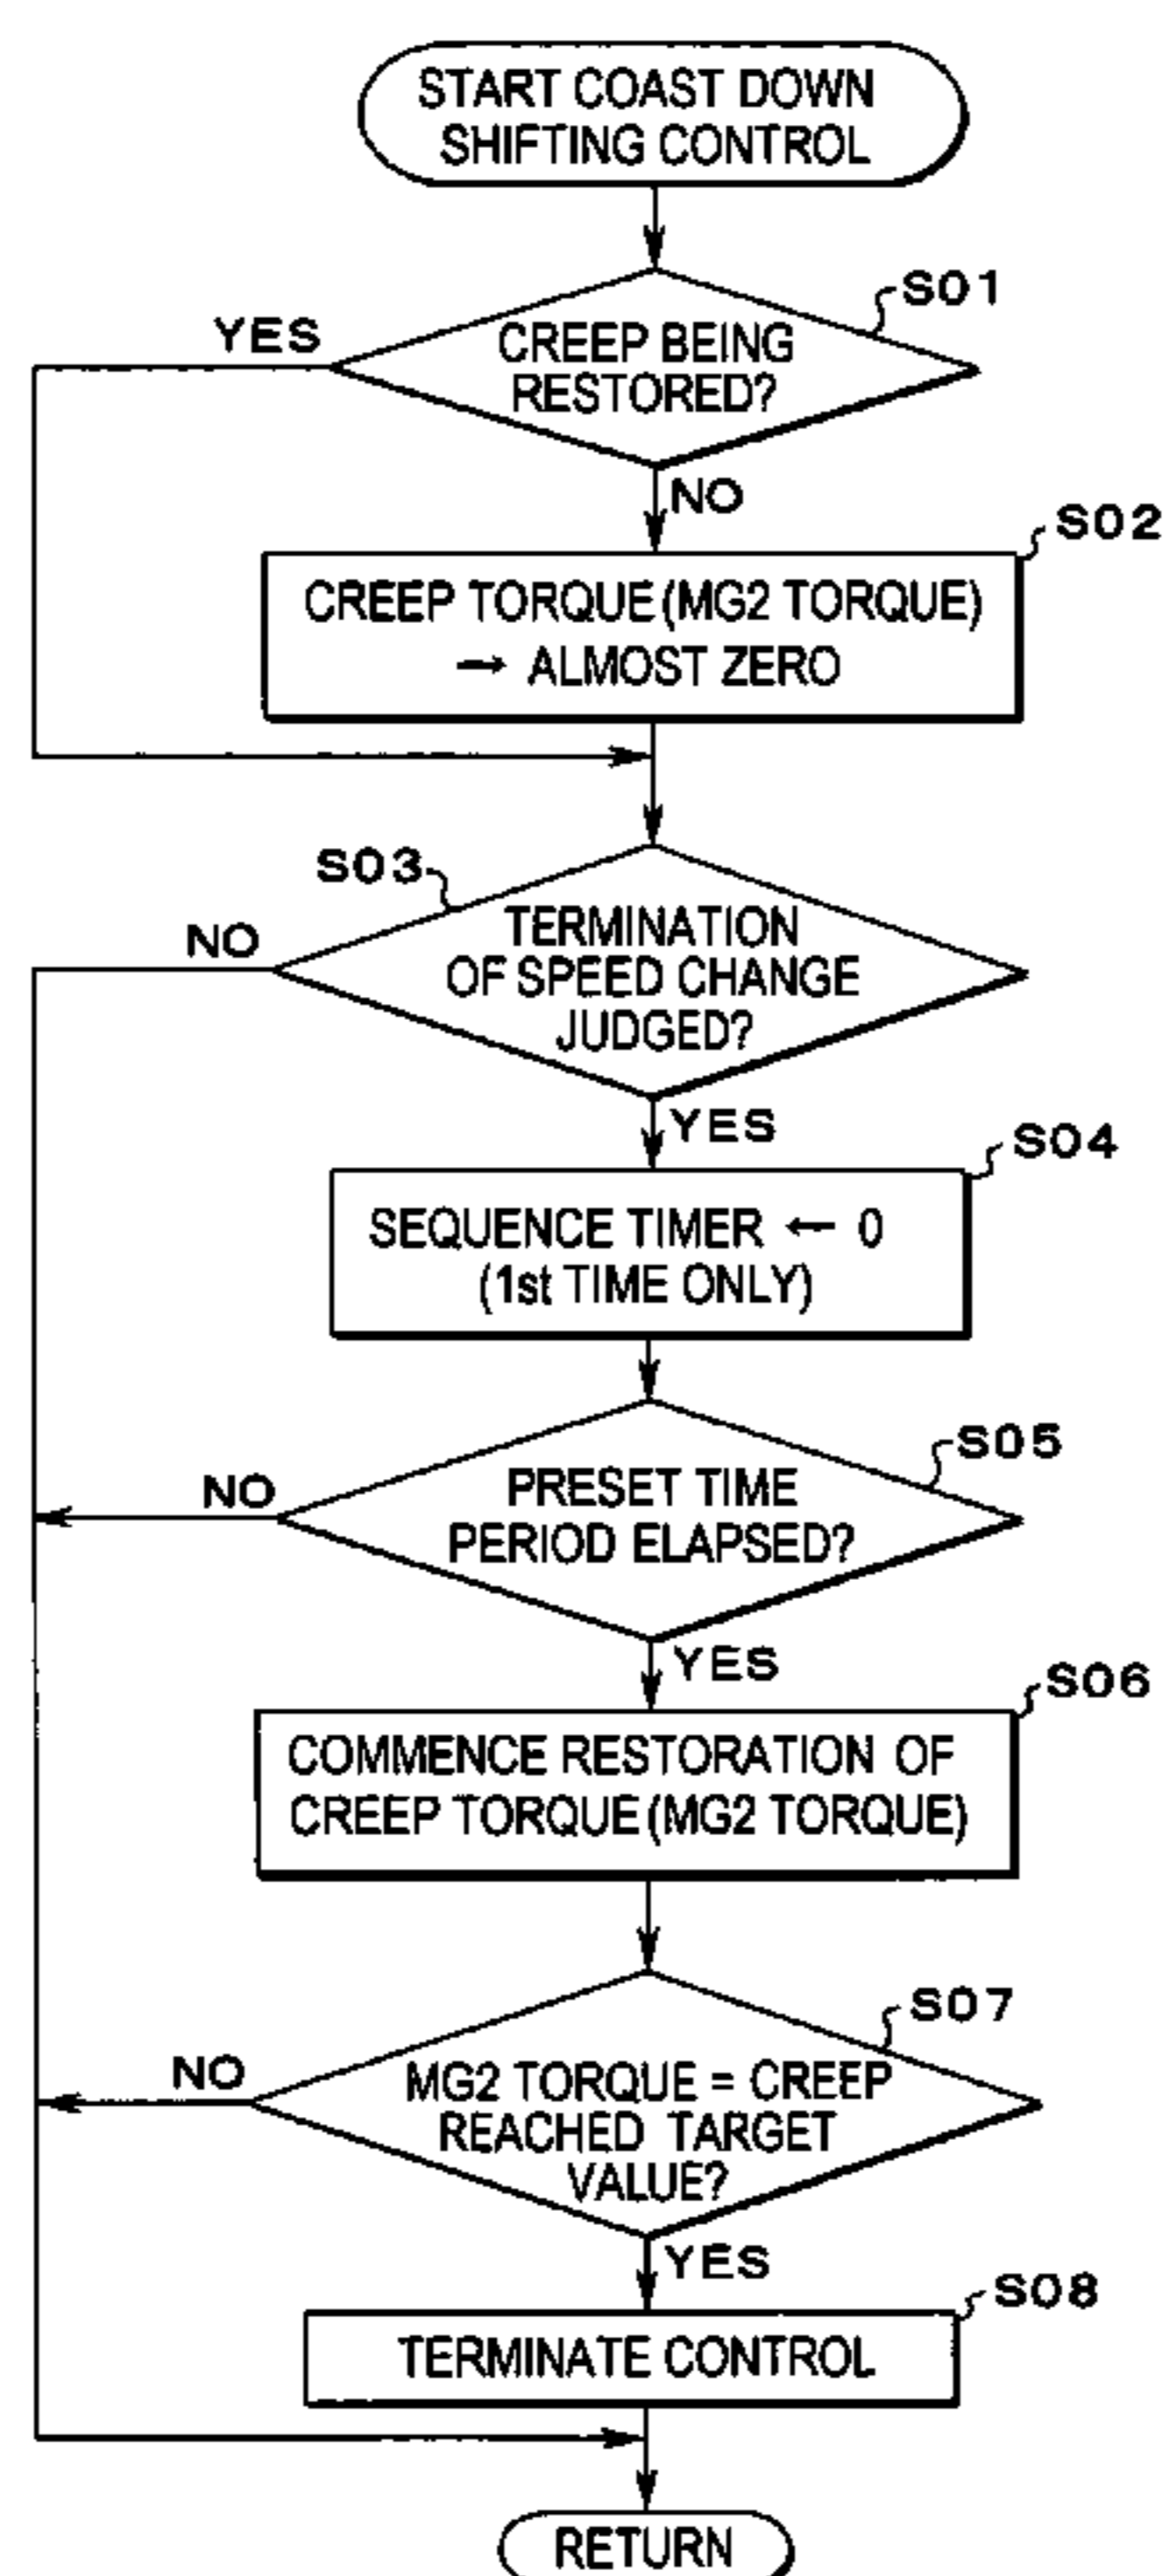 START COAST DOWN
SHIFTING CONTROL
S01
YES
CREEP BEING
RESTORED?
NO
S02
CREEP TORQUE (MG2 TORQUE)
→ ALMOST ZERO
S03
NO
TERMINATION
OF SPEED CHANGE
JUDGED?
YES
S04
SEQUENCE TIMER ← 0
(1st TIME ONLY)
S05
NO
PRESET TIME
PERIOD ELAPSED?
YES
S06
COMMENCE RESTORATION OF
CREEP TORQUE (MG2 TORQUE)
S07
NO
MG2 TORQUE = CREEP
REACHED TARGET
VALUE?
YES
S08
TERMINATE CONTROL
RETURN